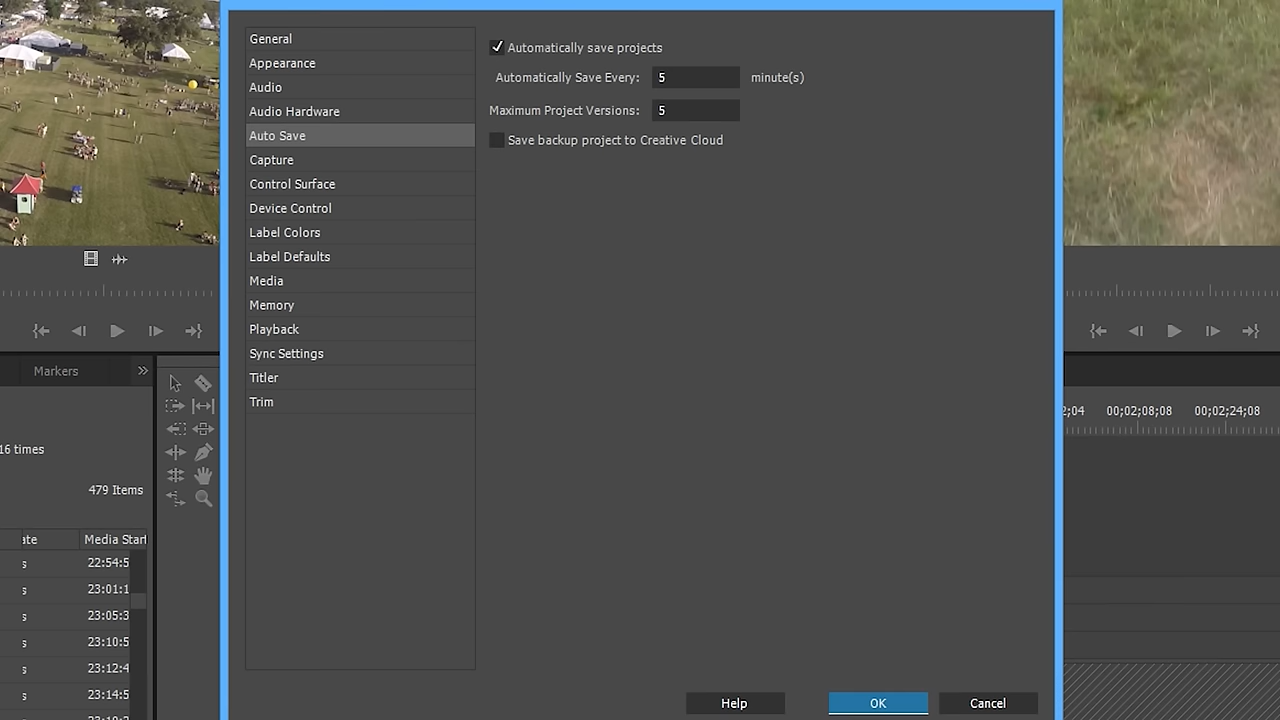 General
Appearance
Audio
Audio Hardware
Auto Save
Capture
Control Surface
Device Control
Label Colors
Label Defaults
Media
Memory
Playback
Sync Settings
Titler
Trim
Automatically save projects
Automatically Save Every: 5 minute(s)
Maximum Project Versions: 5
Save backup project to Creative Cloud
Help
OK
Cancel
Markers
16 times
479 Items
ate Media Start
s 22:54:5
s 23:01:1
s 23:05:3
s 23:10:5
s 23:12:4
s 23:14:5
2;04 00;02;08;08 00;02;24;08